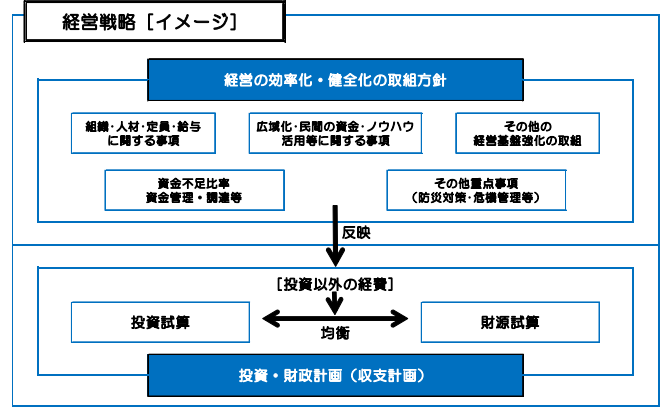 経営戦略［イメージ］
経営の効率化・健全化の取組方針
組織・人材・定員・給与
に関する事項
広域化・民間の資金・ノウハウ
活用等に関する事項
その他の
経営基盤強化の取組
資金不足比率
資金管理・調達等
その他重点事項
（防災対策・危機管理等）
反映
［投資以外の経費］
投資試算
均衡
財源試算
投資・財政計画（収支計画）